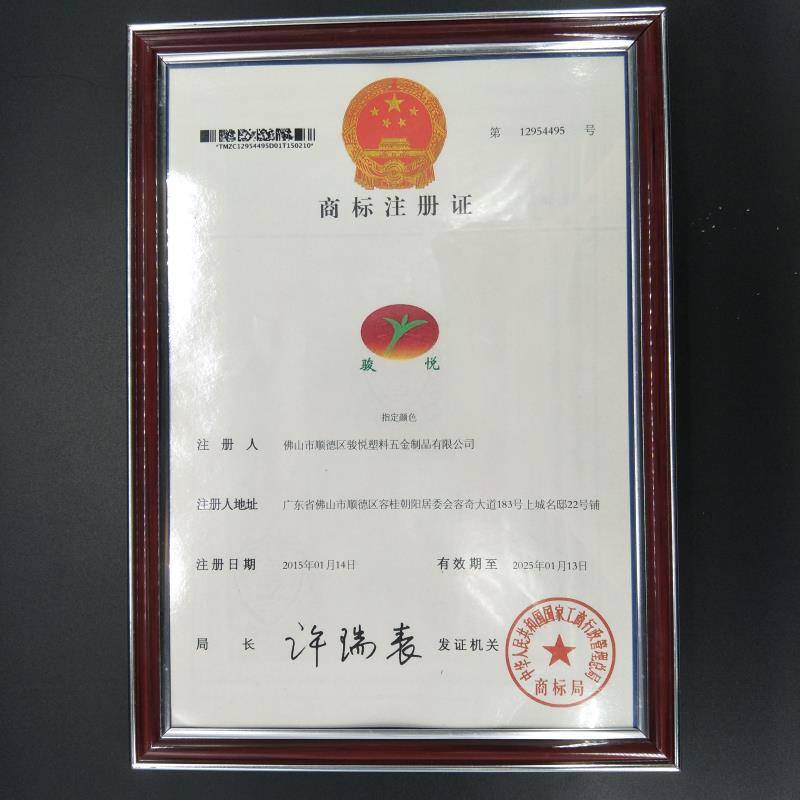 *TMZC12954495D01T150210*
第 12954495 号
商标注册证
骏 悦
指定颜色
注 册 人 佛山市顺德区骏悦塑料五金制品有限公司
注册人地址 广东省佛山市顺德区容桂朝阳居委会容奇大道183号上城名邸22号铺
注册日期 2015年01月14日 有效期至 2025年01月13日
局 长 许瑞表 发证机关
中华人民共和国国家工商行政管理总局
商标局